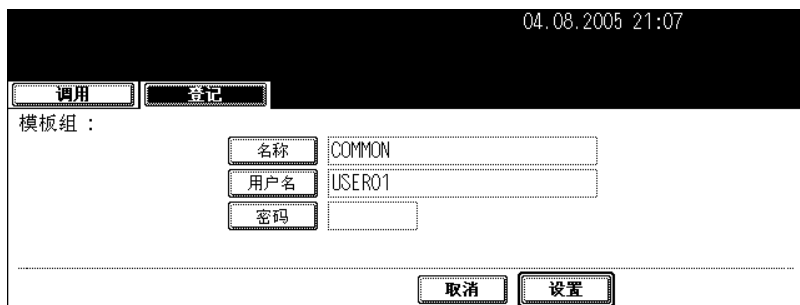 04.08.2005 21:07
调用 登记
模板组：
名称 COMMON
用户名 USER01
密码
取消 设置